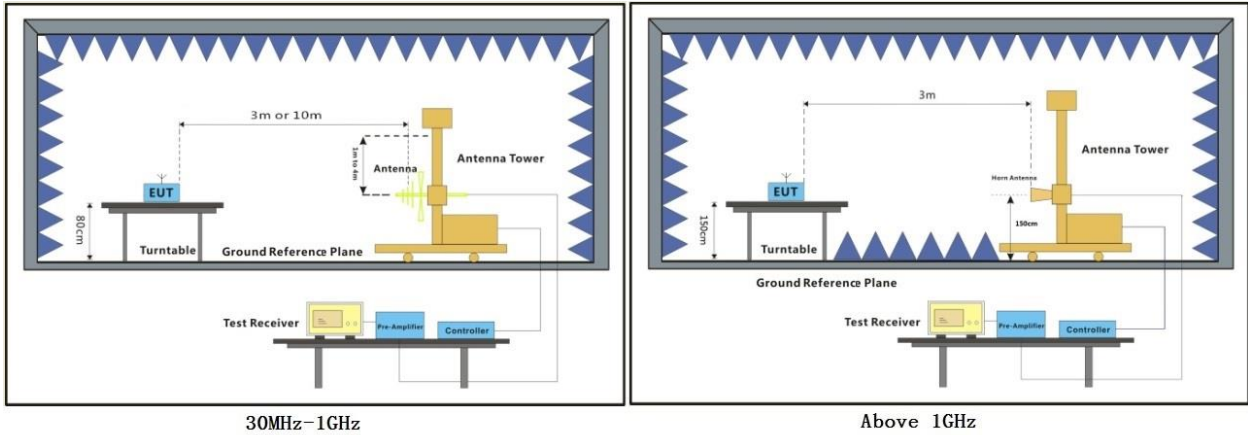 3m or 10m
1m to 4m
Antenna
Antenna Tower
EUT
80cm
Turntable
Ground Reference Plane
Test Receiver
Pre-Amplifier
Controller
30MHz-1GHz
3m
Antenna Tower
Horn Antenna
EUT
150cm
150cm
Turntable
Ground Reference Plane
Test Receiver
Pre-Amplifier
Controller
Above 1GHz